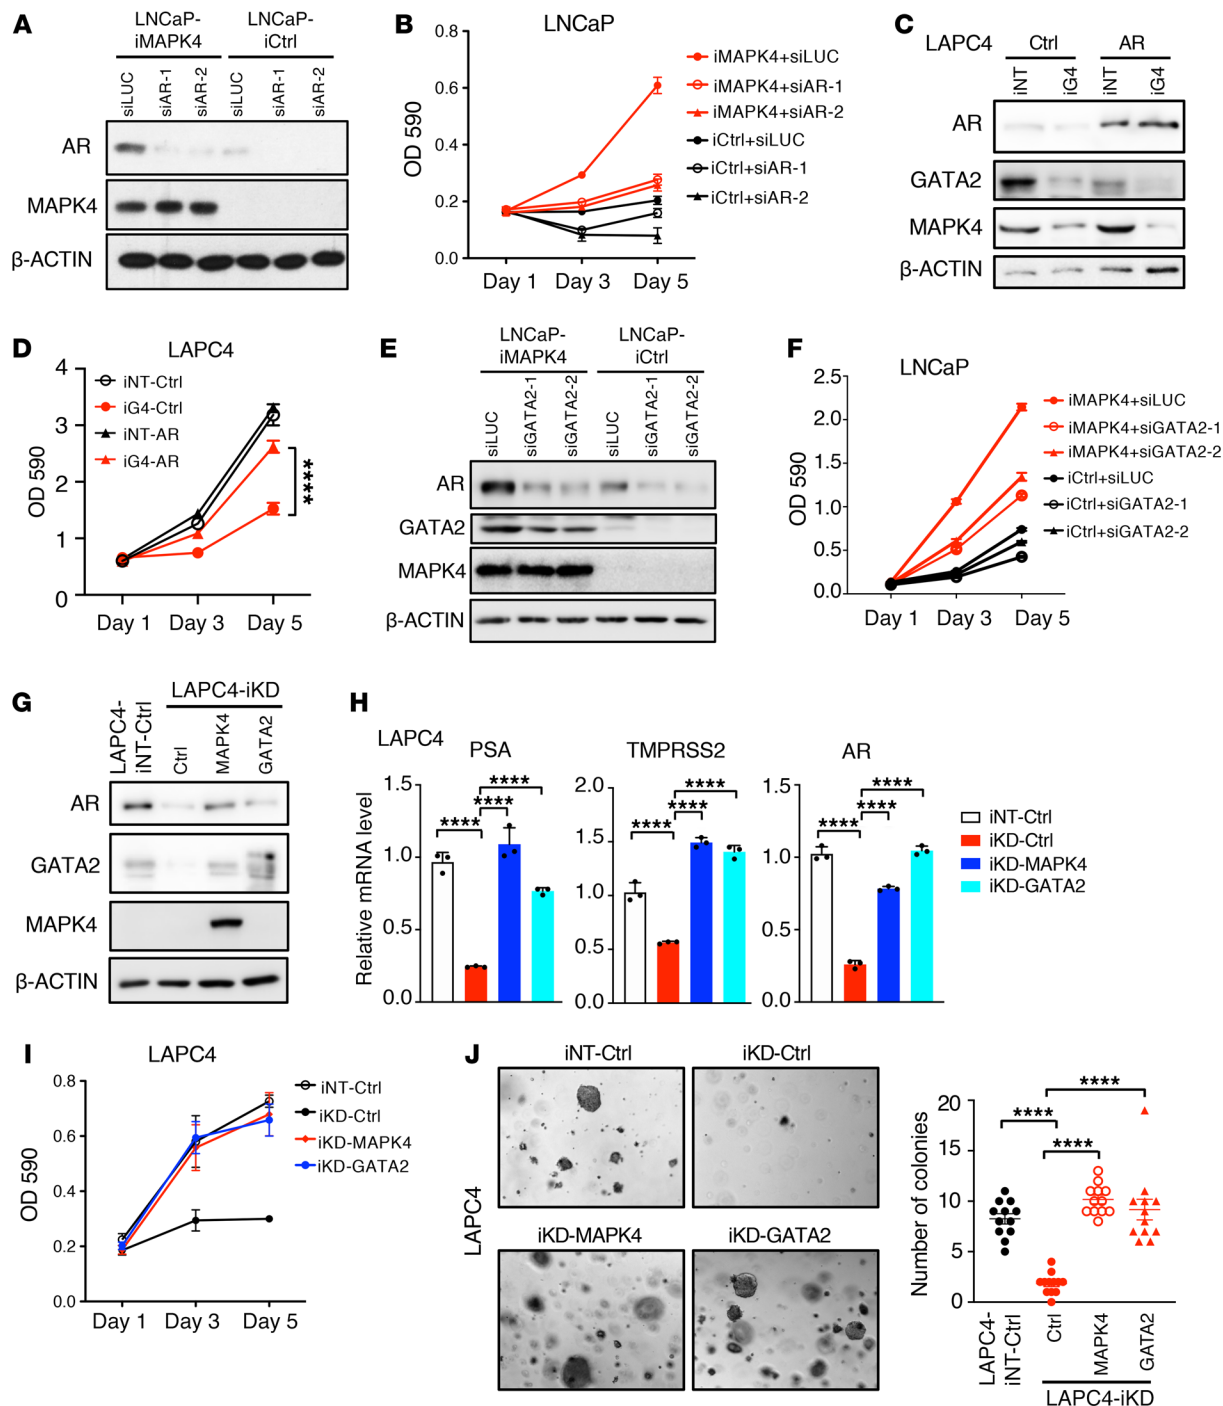 A
LNCaP-
iMAPK4
LNCaP-
iCtrl
siLUC
siAR-1
siAR-2
siLUC
siAR-1
siAR-2
AR
MAPK4
β-ACTIN
B
LNCaP
OD 590
0.8
0.6
0.4
0.2
0.0
Day 1
Day 3
Day 5
iMAPK4+siLUC
iMAPK4+siAR-1
iMAPK4+siAR-2
iCtrl+siLUC
iCtrl+siAR-1
iCtrl+siAR-2
C
LAPC4
Ctrl
AR
iNT
iG4
iNT
iG4
AR
GATA2
MAPK4
β-ACTIN
D
LAPC4
OD 590
4
3
2
1
0
iNT-Ctrl
iG4-Ctrl
iNT-AR
iG4-AR
****
Day 1
Day 3
Day 5
E
LNCaP-
iMAPK4
LNCaP-
iCtrl
siLUC
siGATA2-1
siGATA2-2
siLUC
siGATA2-1
siGATA2-2
AR
GATA2
MAPK4
β-ACTIN
F
LNCaP
OD 590
2.5
2.0
1.5
1.0
0.5
0.0
Day 1
Day 3
Day 5
iMAPK4+siLUC
iMAPK4+siGATA2-1
iMAPK4+siGATA2-2
iCtrl+siLUC
iCtrl+siGATA2-1
iCtrl+siGATA2-2
G
LAPC4-
iNT-Ctrl
LAPC4-iKD
Ctrl
MAPK4
GATA2
AR
GATA2
MAPK4
β-ACTIN
H
LAPC4
Relative mRNA level
PSA
1.5
1.0
0.5
0.0
****
****
****
TMPRSS2
2.0
1.5
1.0
0.5
0.0
****
****
****
AR
1.5
1.0
0.5
0.0
****
****
****
iNT-Ctrl
iKD-Ctrl
iKD-MAPK4
iKD-GATA2
I
LAPC4
OD 590
0.8
0.6
0.4
0.2
0.0
Day 1
Day 3
Day 5
iNT-Ctrl
iKD-Ctrl
iKD-MAPK4
iKD-GATA2
J
LAPC4
iNT-Ctrl
iKD-Ctrl
iKD-MAPK4
iKD-GATA2
Number of colonies
20
15
10
5
0
****
****
****
LAPC4-
iNT-Ctrl
Ctrl
MAPK4
GATA2
LAPC4-iKD